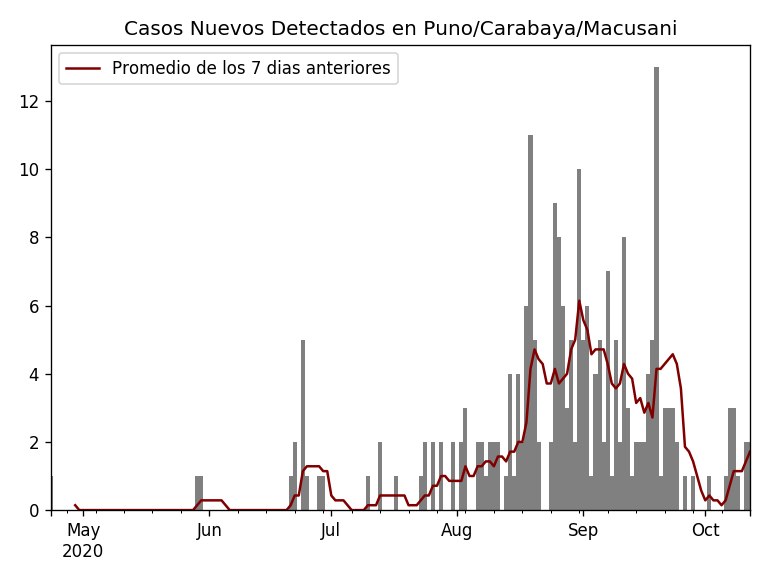 Casos Nuevos Detectados en Puno/Carabaya/Macusani
Promedio de los 7 dias anteriores
12
10
8
6
4
2
0
May Jun Jul Aug Sep Oct
2020